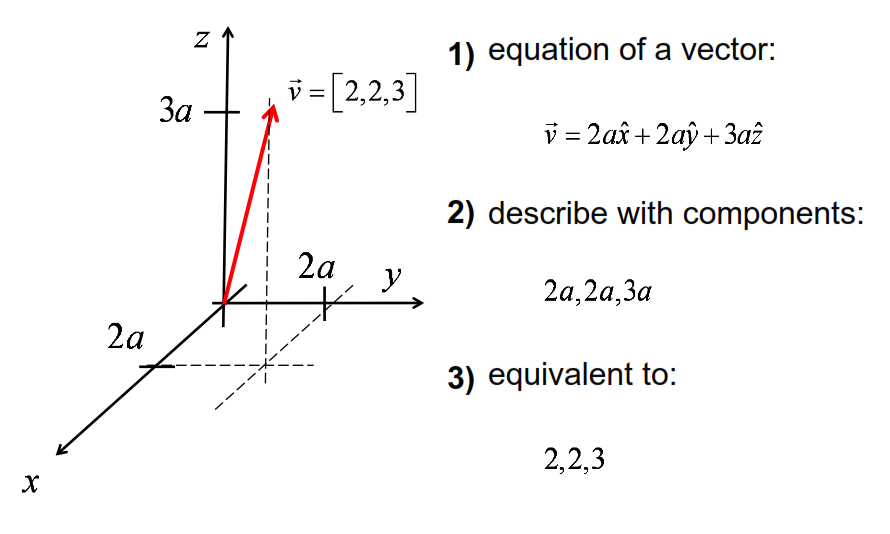 z
3a
v⃗ = [2,2,3]
2a
y
2a
x
1) equation of a vector:
v⃗ = 2ax̂ + 2aŷ + 3aẑ
2) describe with components:
2a,2a,3a
3) equivalent to:
2,2,3